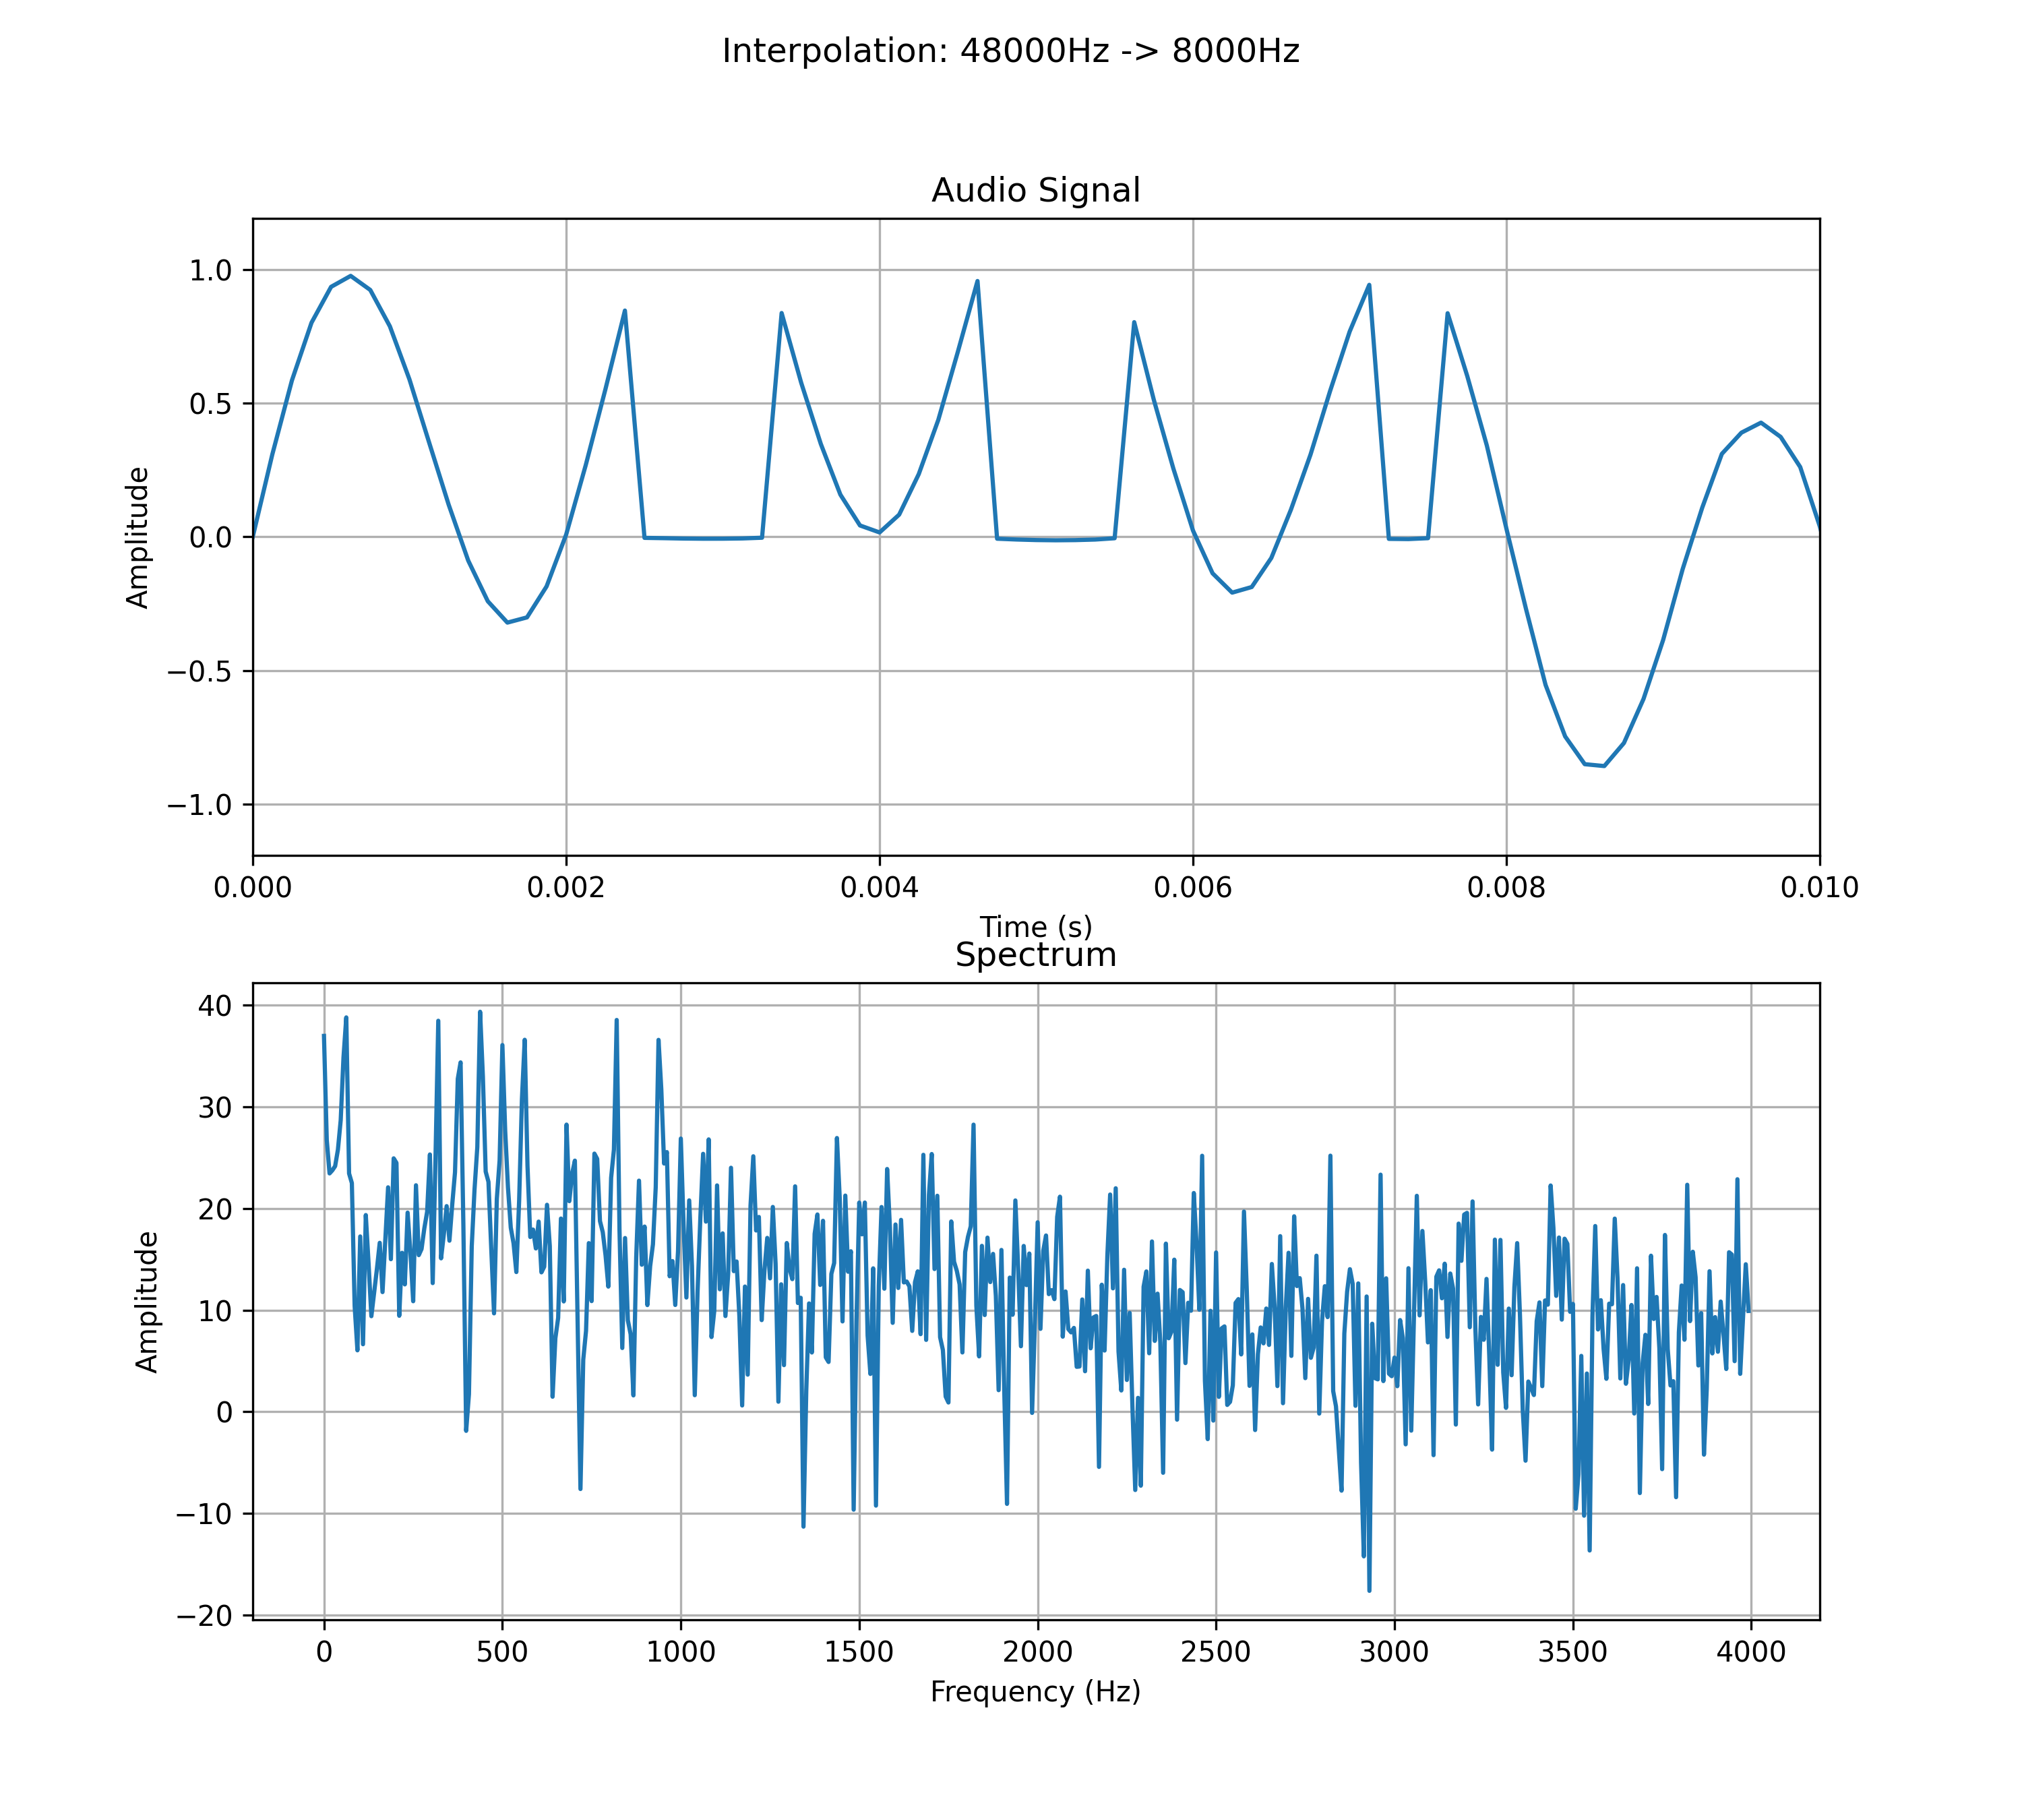 Interpolation: 48000Hz -> 8000Hz
Audio Signal
Amplitude
1.0
0.5
0.0
−0.5
−1.0
0.000 0.002 0.004 0.006 0.008 0.010
Time (s)
Spectrum
Amplitude
40
30
20
10
0
−10
−20
0 500 1000 1500 2000 2500 3000 3500 4000
Frequency (Hz)